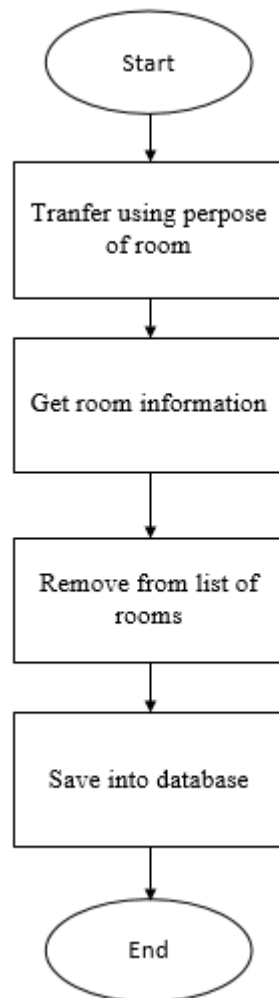 Start
Tranfer using perpose
of room
Get room information
Remove from list of
rooms
Save into database
End